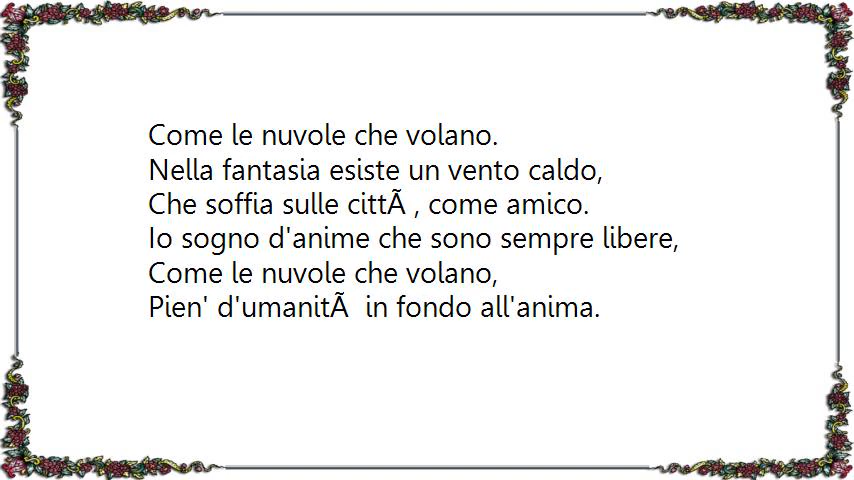 Come le nuvole che volano.
Nella fantasia esiste un vento caldo,
Che soffia sulle cittÃ , come amico.
Io sogno d'anime che sono sempre libere,
Come le nuvole che volano,
Pien' d'umanitÃ  in fondo all'anima.